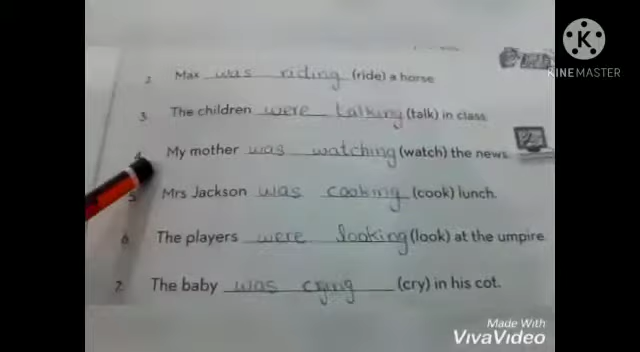 KINEMASTER
2. Max was riding (ride) a horse
3. The children were talking (talk) in class
4. My mother was watching (watch) the news
5. Mrs Jackson was cooking (cook) lunch.
6. The players were looking (look) at the umpire
7. The baby was crying (cry) in his cot.
Made With
VivaVideo